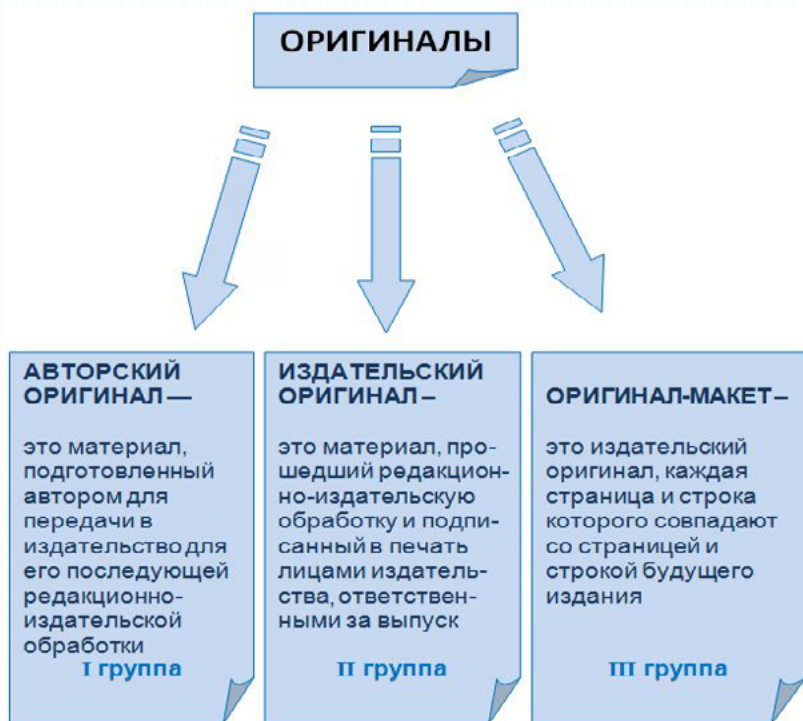 ОРИГИНАЛЫ
АВТОРСКИЙ
ОРИГИНАЛ —
это материал,
подготовленный
автором для
передачи в
издательство для
его последующей
редакционно-
издательской
обработки
I группа
ИЗДАТЕЛЬСКИЙ
ОРИГИНАЛ –
это материал, про-
шедший редакцион-
но-издательскую
обработку и подпи-
санный в печать
лицами издатель-
ства, ответствен-
ными за выпуск
II группа
ОРИГИНАЛ-МАКЕТ–
это издательский
оригинал, каждая
страница и строка
которого совпадают
со страницей и
строкой будущего
издания
III группа